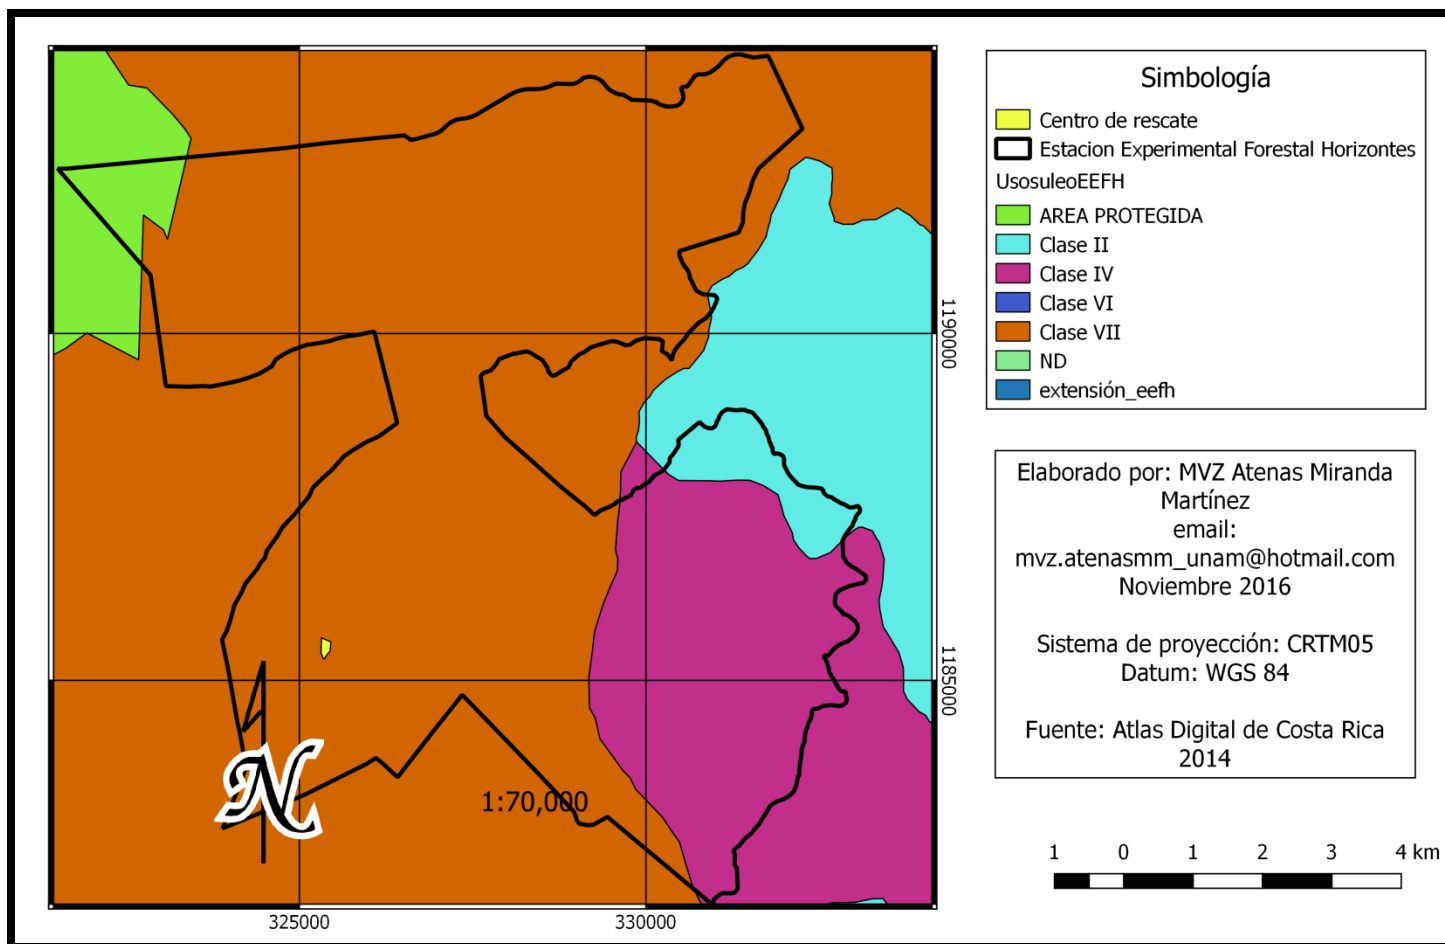 Simbología
Centro de rescate
Estacion Experimental Forestal Horizontes
UsosuleoEEFH
AREA PROTEGIDA
Clase II
Clase IV
Clase VI
Clase VII
ND
extensión_eefh
1190000
1185000
Elaborado por: MVZ Atenas Miranda
Martínez
email:
mvz.atenasmm_unam@hotmail.com
Noviembre 2016
Sistema de proyección: CRTM05
Datum: WGS 84
Fuente: Atlas Digital de Costa Rica
2014
N
1:70,000
1 0 1 2 3 4 km
325000 330000